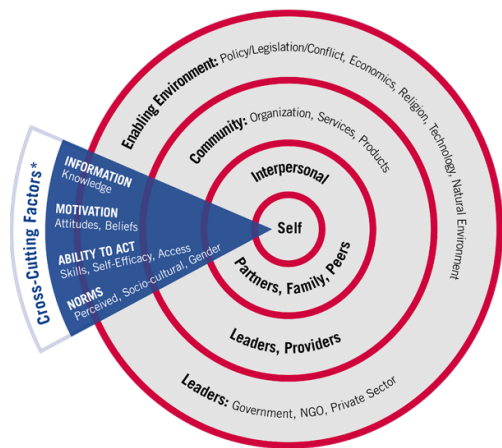 Enabling Environment: Policy/Legislation/Conflict, Economics, Religion, Technology, Natural Environment
Community: Organization, Services, Products
Interpersonal
Self
Partners, Family, Peers
Leaders, Providers
Leaders: Government, NGO, Private Sector
Cross-Cutting Factors*
INFORMATION
Knowledge
MOTIVATION
Attitudes, Beliefs
ABILITY TO ACT
Skills, Self-Efficacy, Access
NORMS
Perceived, Socio-cultural, Gender